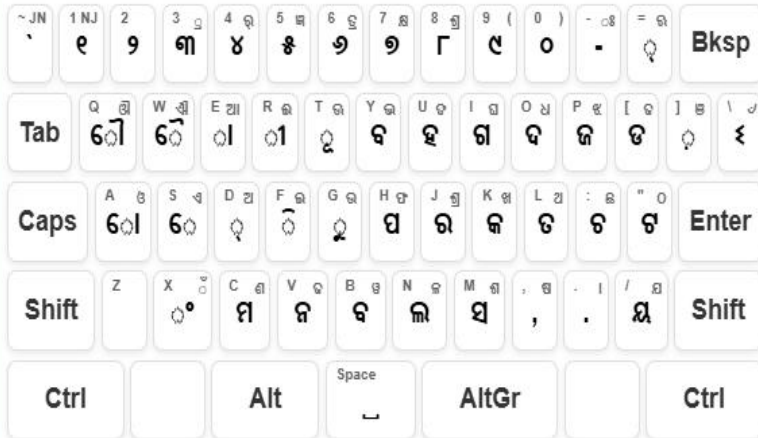 ~ JN ` 1 NJ ୧ 2 ୨ 3 ୍ର ୩ 4 ର୍ ୪ 5 ଜ୍ଞ ୫ 6 ତ୍ର ୬ 7 କ୍ଷ ୭ 8 ଶ୍ର ୮ 9 ( ୯ 0 ) ୦ - ଃ - = ଋ ୃ Bksp
Tab Q ଔ ୌ W ଐ ୈ E ଆ ା R ଈ ୀ T ଊ ୂ Y ଭ ବ U ଙ ହ I ଘ ଗ O ଧ ଦ P ଝ ଜ [ ଢ ଡ ] ଞ ଼ \
Caps A ଓ ୋ S ଏ େ D ଅ ୍ F ଇ ି G ଉ ୁ H ଫ ପ J ର K ଖ କ L ଥ ତ : ଛ ଚ " ଠ ଟ Enter
Shift Z X ଁ ଂ C ଣ ମ V ନ B ବ N ଳ ଲ M ଶ ସ , ଷ , . । . / ଯ ୟ Shift
Ctrl Alt Space AltGr Ctrl